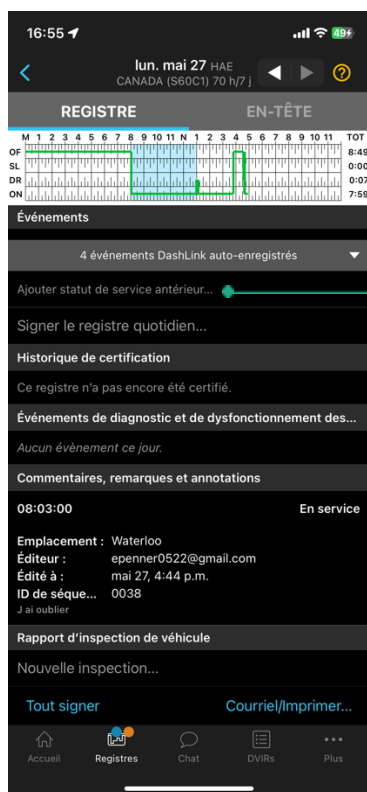 16:55
49
lun. mai 27 HAE
CANADA (S60C1) 70 h/7 j
REGISTRE
EN-TÊTE
M 1 2 3 4 5 6 7 8 9 10 11 N 1 2 3 4 5 6 7 8 9 10 11 TOT
OF 8:49
SL 0:00
DR 0:07
ON 7:59
Événements
4 événements DashLink auto-enregistrés
Ajouter statut de service antérieur...
Signer le registre quotidien...
Historique de certification
Ce registre n'a pas encore été certifié.
Événements de diagnostic et de dysfonctionnement des...
Aucun évènement ce jour.
Commentaires, remarques et annotations
08:03:00 En service
Emplacement : Waterloo
Éditeur : epenner0522@gmail.com
Édité à : mai 27, 4:44 p.m.
ID de séque... 0038
J ai oublier
Rapport d'inspection de véhicule
Nouvelle inspection...
Tout signer
Courriel/Imprimer...
Accueil
Registres
Chat
DVIRs
Plus